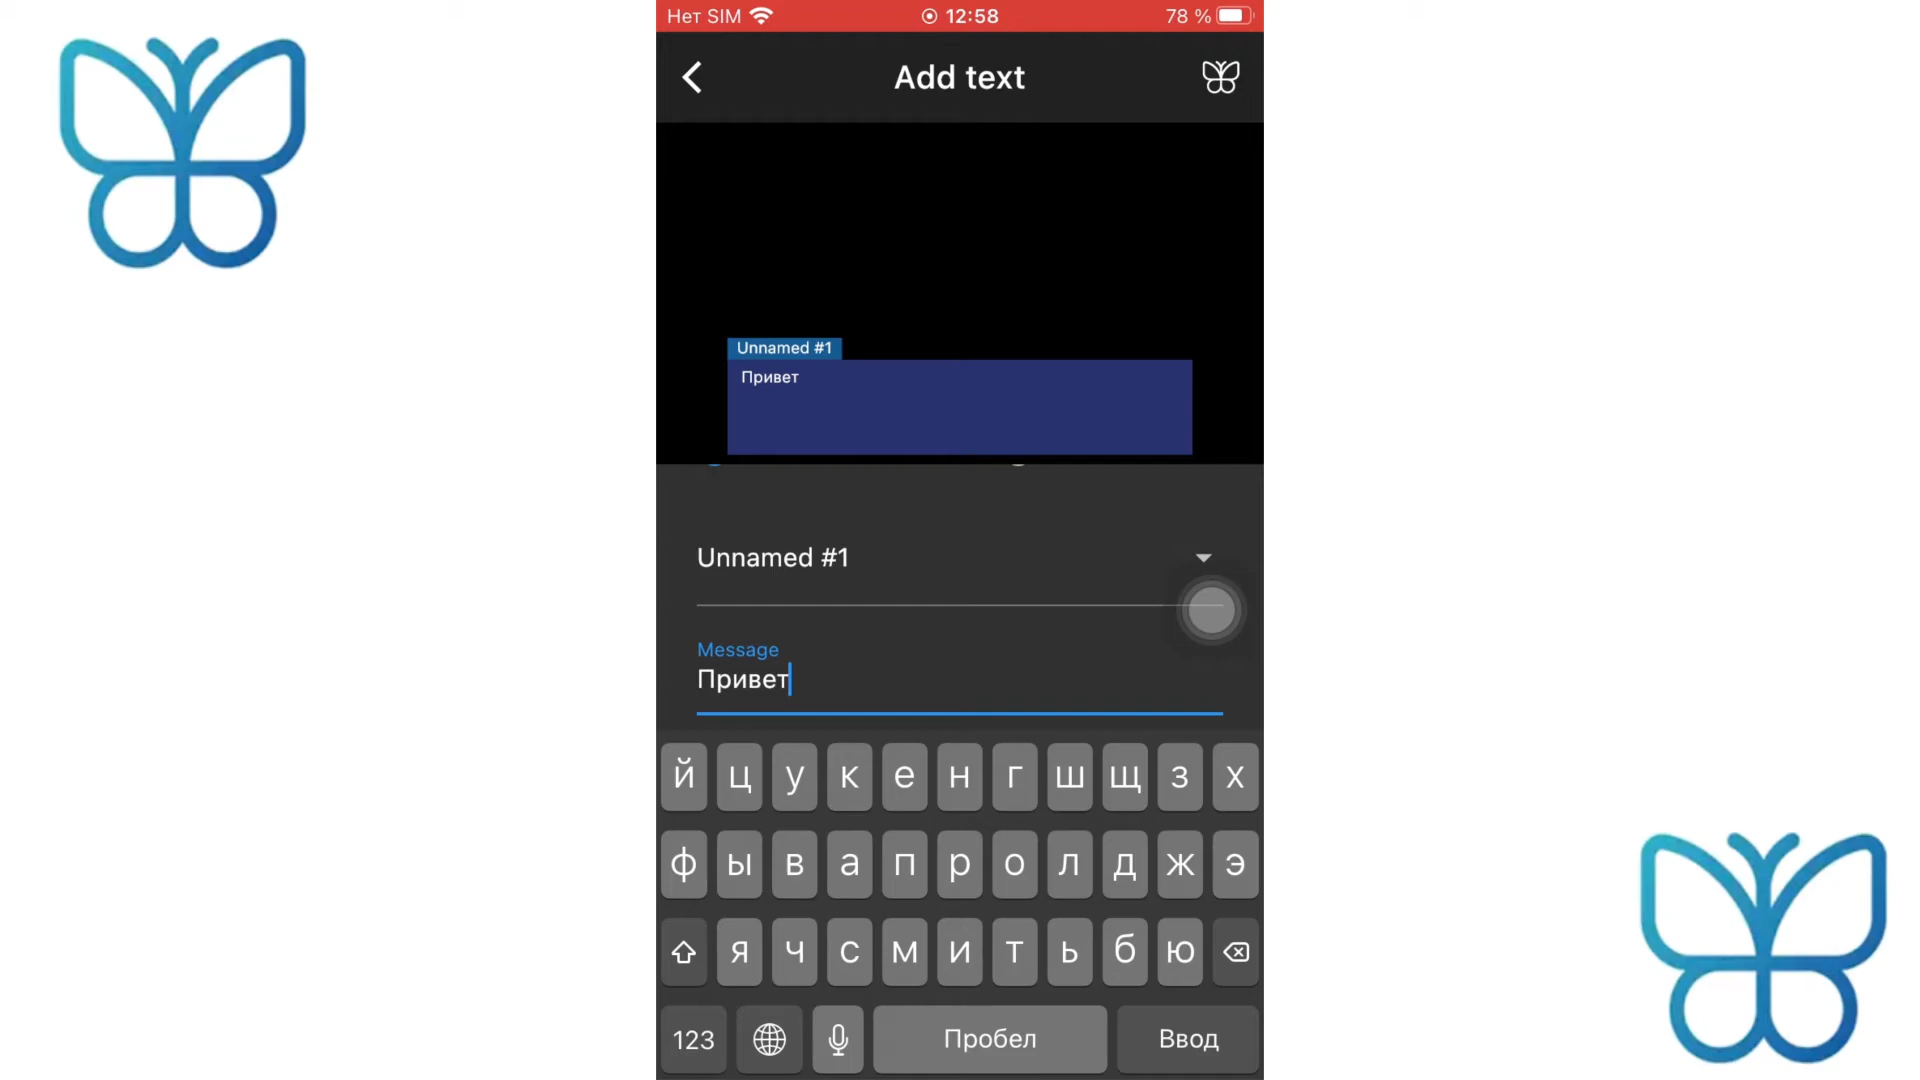 Нет SIM 12:58 78 %
Add text
Unnamed #1
Привет
Unnamed #1
Message
Привет
й ц у к е н г ш щ з х
ф ы в а п р о л д ж э
я ч с м и т ь б ю
123 Пробел Ввод